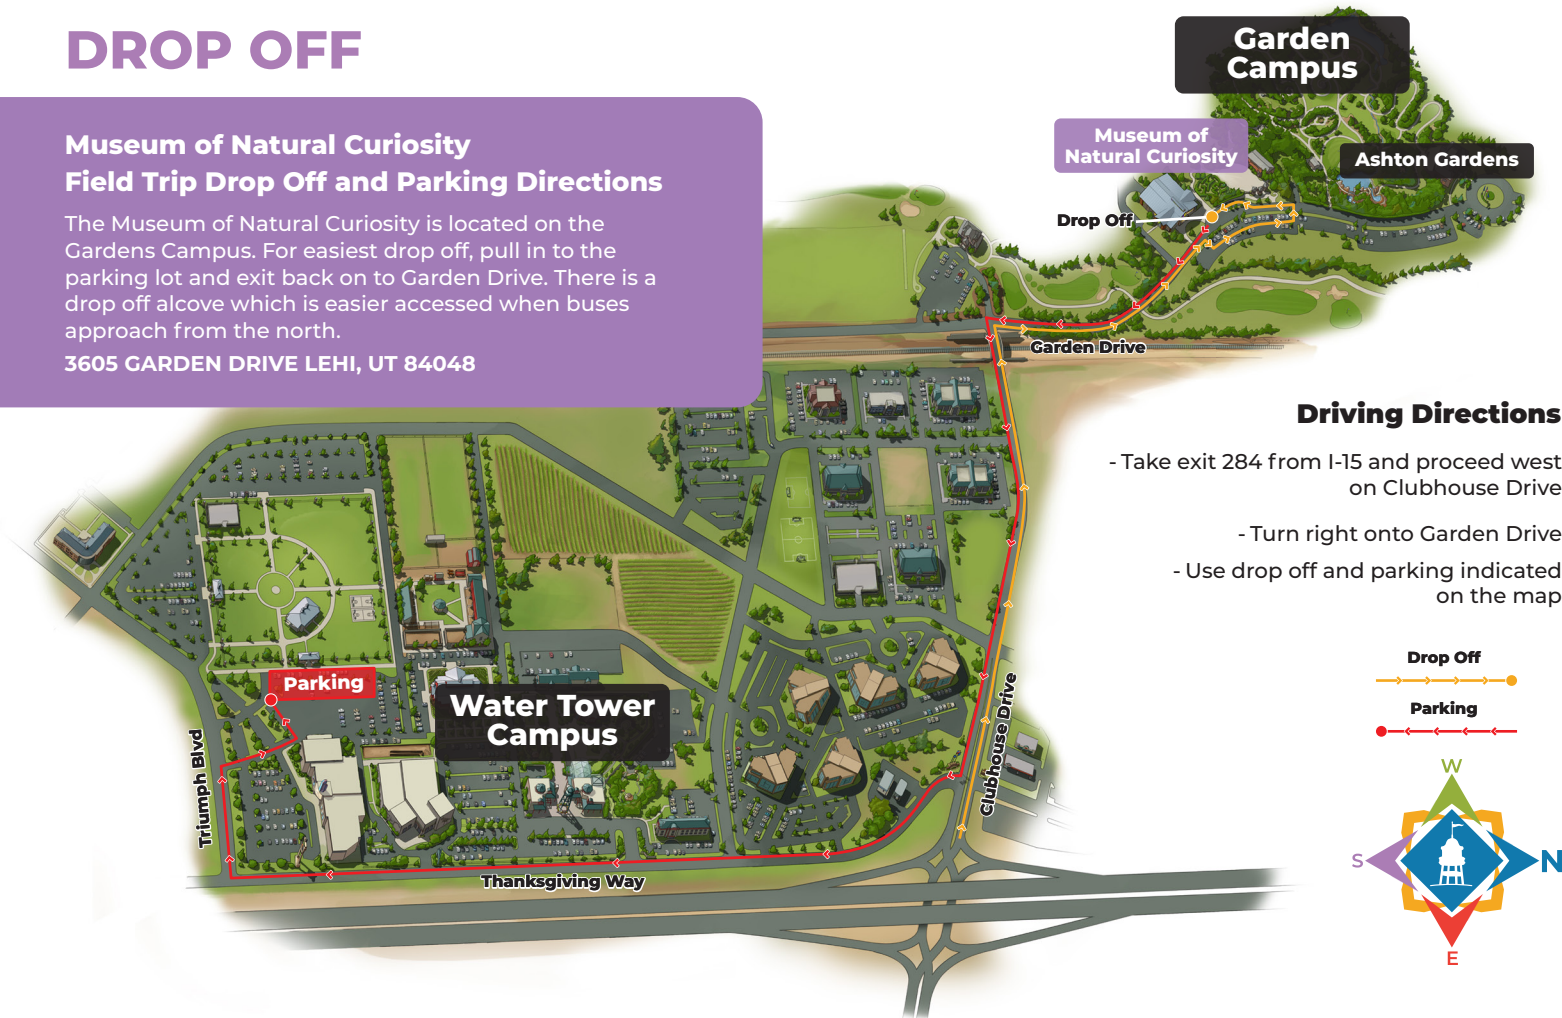 DROP OFF
Museum of Natural Curiosity
Field Trip Drop Off and Parking Directions
The Museum of Natural Curiosity is located on the
Gardens Campus. For easiest drop off, pull in to the
parking lot and exit back on to Garden Drive. There is a
drop off alcove which is easier accessed when buses
approach from the north.
3605 GARDEN DRIVE LEHI, UT 84048
Garden
Campus
Museum of
Natural Curiosity
Ashton Gardens
Drop Off
Garden Drive
Driving Directions
- Take exit 284 from I-15 and proceed west
on Clubhouse Drive
- Turn right onto Garden Drive
- Use drop off and parking indicated
on the map
Drop Off
Parking
Parking
Water Tower
Campus
Triumph Blvd
Clubhouse Drive
Thanksgiving Way
W
S
N
E